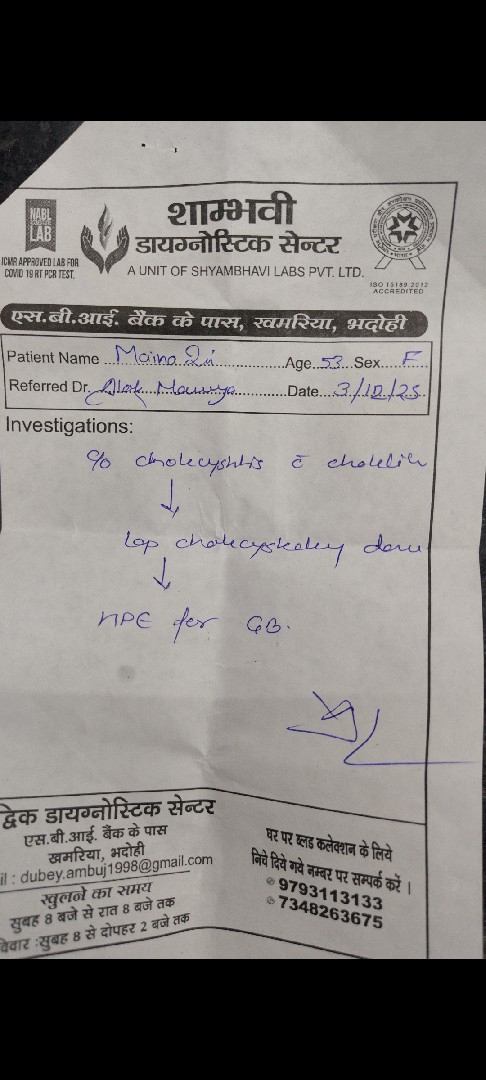 NABL
LAB
ICMR APPROVED LAB FOR
COVID 19 RT PCR TEST.
शाम्भवी
डायग्नोस्टिक सेन्टर
A UNIT OF SHYAMBHAVI LABS PVT. LTD.
ISO 15189:2012
ACCREDITED
एस.बी.आई. बैंक के पास, खमरिया, भदोही
Patient Name Maina Age 53 Sex F
Referred Dr. Alok Maurya Date 3/12/25
Investigations:
cholecystitis c̄
Lap done
HPE for GB.
द्विक डायग्नोस्टिक सेन्टर
एस.बी.आई. बैंक के पास
खमरिया, भदोही
il : dubey.ambuj1998@gmail.com
खुलने का समय
सुबह 8 बजे से रात 8 बजे तक
विवार :सुबह 8 से दोपहर 2 बजे तक
घर पर ब्लड कलेक्शन के लिये
निचे दिये गये नम्बर पर सम्पर्क करें ।
9793113133
7348263675